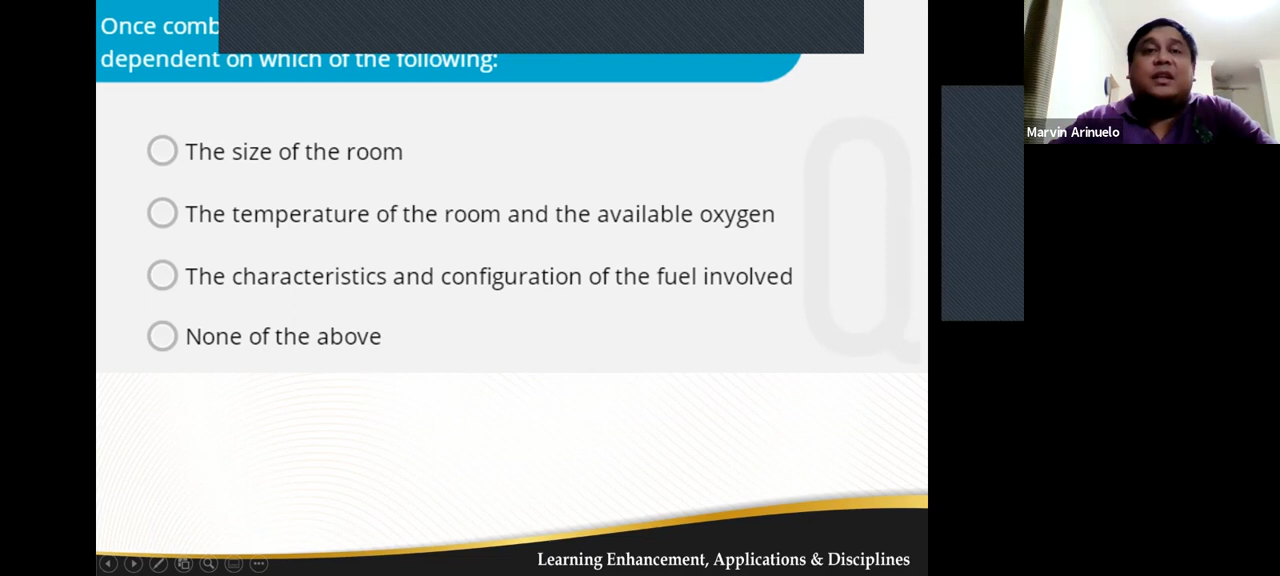 Once comb
dependent on which of the following:
The size of the room
The temperature of the room and the available oxygen
The characteristics and configuration of the fuel involved
None of the above
Q
Learning Enhancement, Applications & Disciplines
Marvin Arinuelo